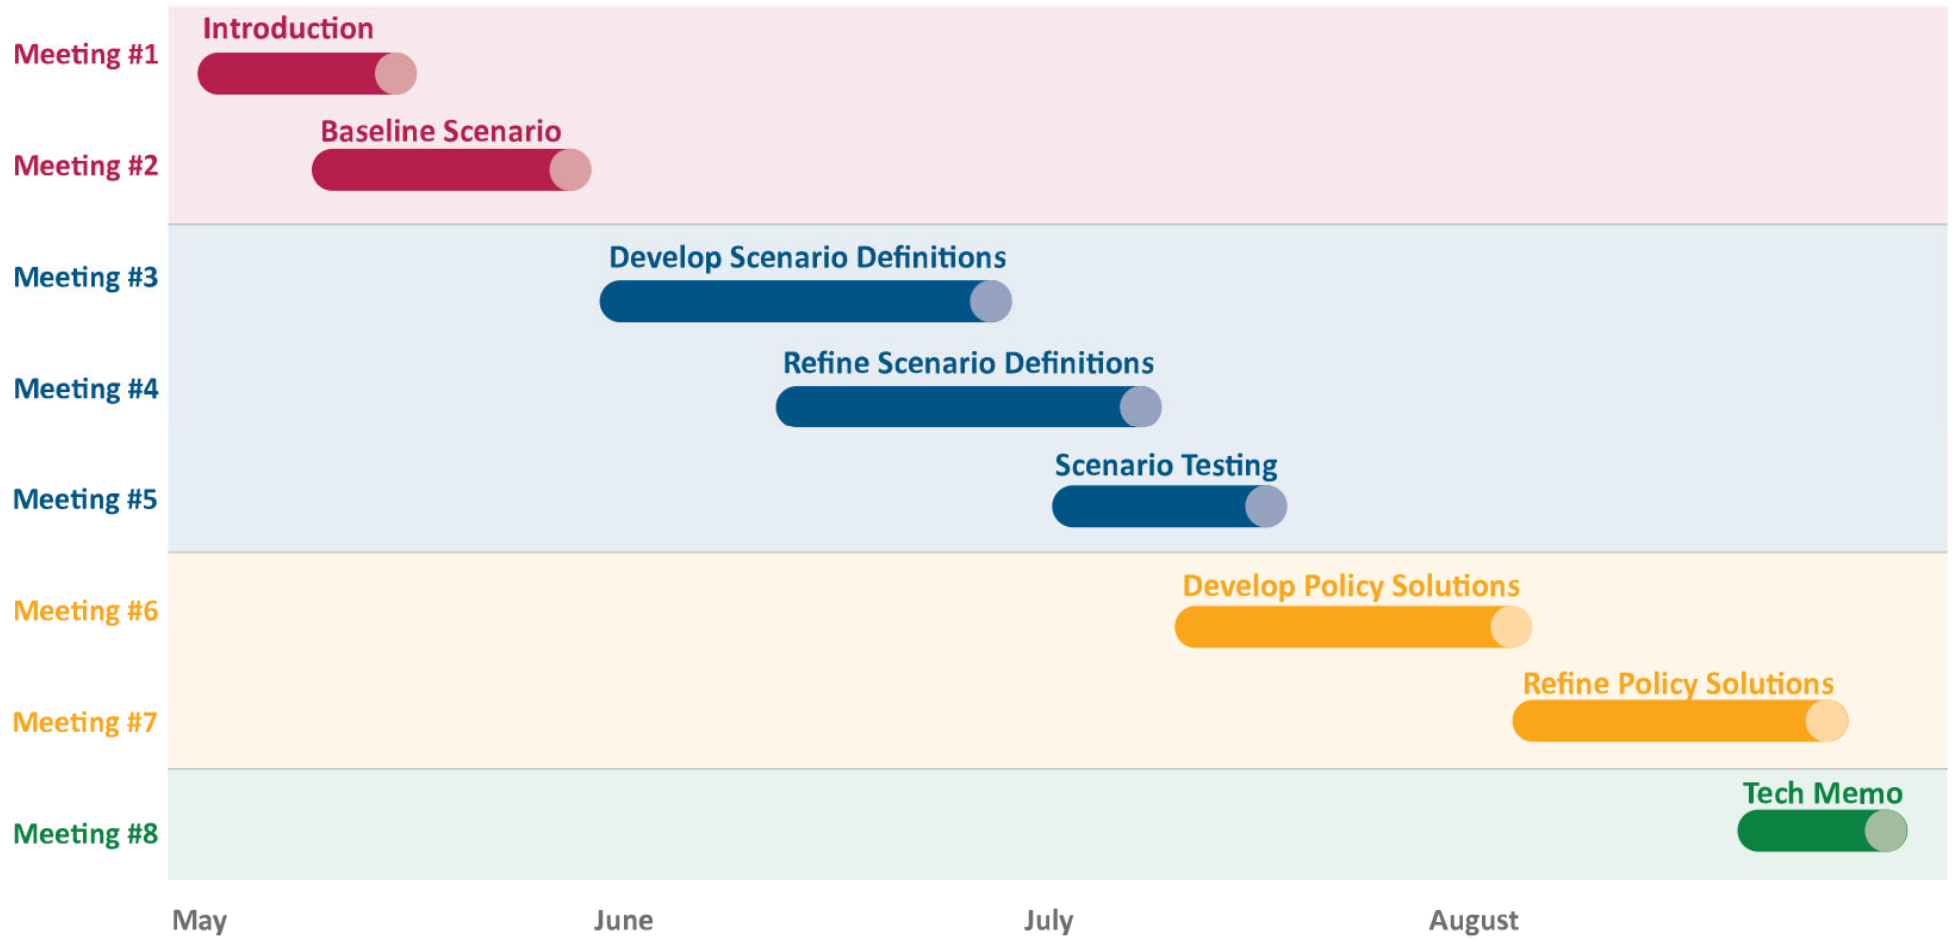 Introduction
Meeting #1
Baseline Scenario
Meeting #2
Develop Scenario Definitions
Meeting #3
Refine Scenario Definitions
Meeting #4
Scenario Testing
Meeting #5
Develop Policy Solutions
Meeting #6
Refine Policy Solutions
Meeting #7
Tech Memo
Meeting #8
May June July August